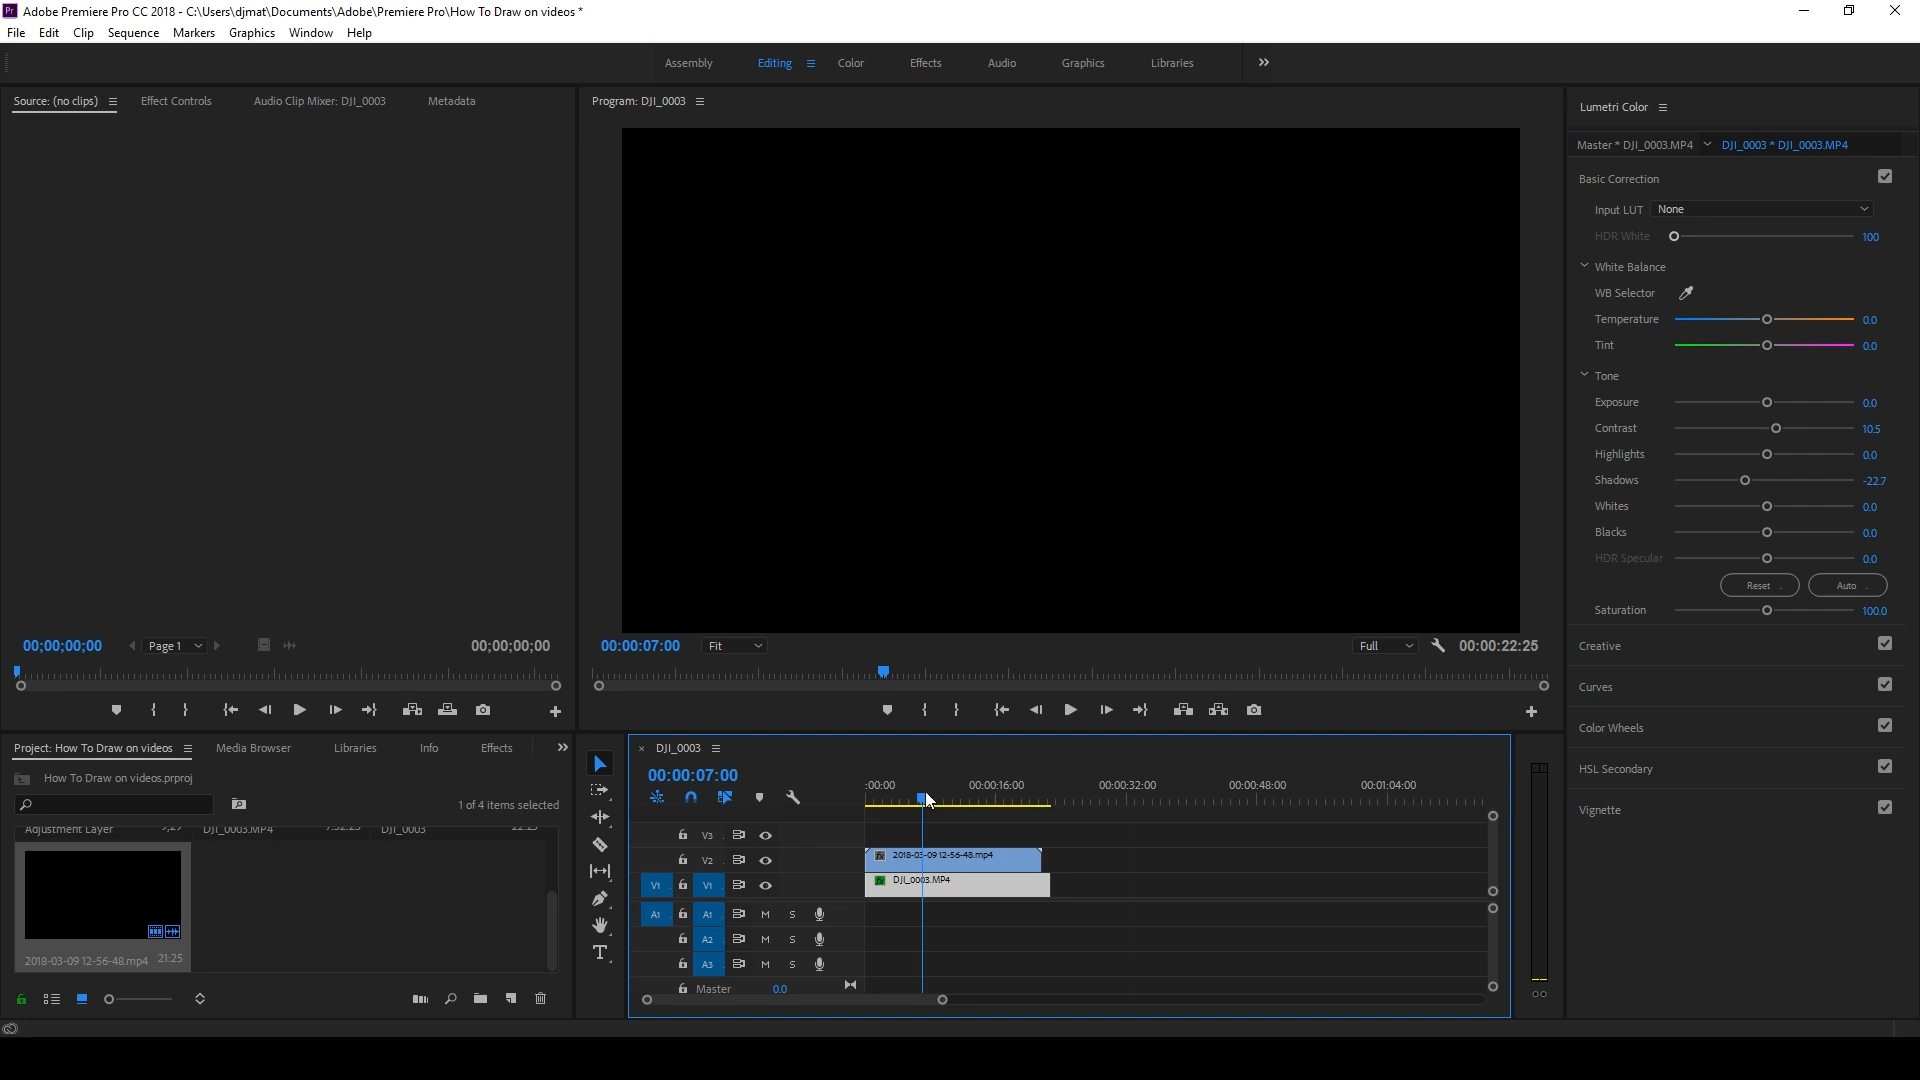 Pr Adobe Premiere Pro CC 2018 - C:\Users\djmat\Documents\Adobe\Premiere Pro\How To Draw on videos *
File Edit Clip Sequence Markers Graphics Window Help
Assembly Editing Color Effects Audio Graphics Libraries
Source: (no clips) Effect Controls Audio Clip Mixer: DJI_0003 Metadata
Program: DJI_0003
Lumetri Color
Master * DJI_0003.MP4 DJI_0003 * DJI_0003.MP4
Basic Correction
Input LUT None
HDR White 100
White Balance
WB Selector
Temperature 0.0
Tint 0.0
Tone
Exposure 0.0
Contrast 10.5
Highlights 0.0
Shadows -22.7
Whites 0.0
Blacks 0.0
HDR Specular 0.0
Reset Auto
Saturation 100.0
Creative
Curves
Color Wheels
HSL Secondary
Vignette
00;00;00;00 Page 1 00;00;00;00
00:00:07:00 Fit Full 00:00:22:25
Project: How To Draw on videos Media Browser Libraries Info Effects
How To Draw on videos.prproj
1 of 4 items selected
Adjustment Layer DJI_0003.MP4 DJI_0003 22:25
2018-03-09 12-56-48.mp4 21:25
DJI_0003
00:00:07:00
:00:00 00:00:16:00 00:00:32:00 00:00:48:00 00:01:04:00
V3
V2 2018-03-09 12-56-48.mp4
V1 V1 DJI_0003.MP4
A1 A1 M S
A2 M S
A3 M S
Master 0.0